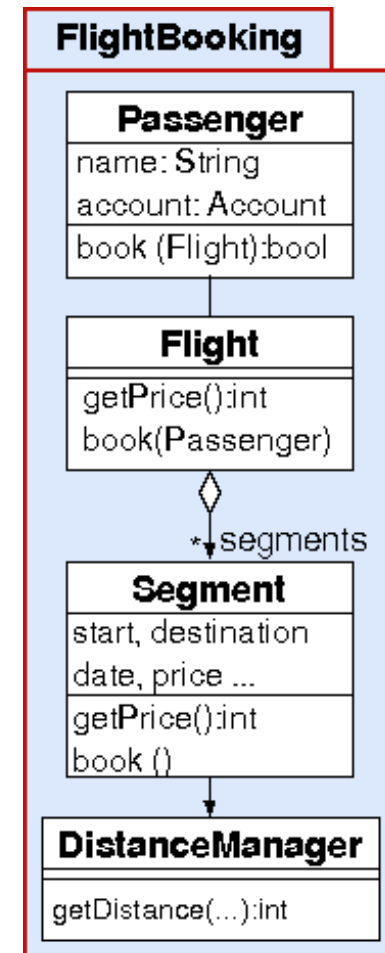 FlightBooking
Passenger
name: String
account: Account
book (Flight):bool
Flight
getPrice():int
book(Passenger)
* segments
Segment
start, destination
date, price ...
getPrice():int
book ()
DistanceManager
getDistance(...):int